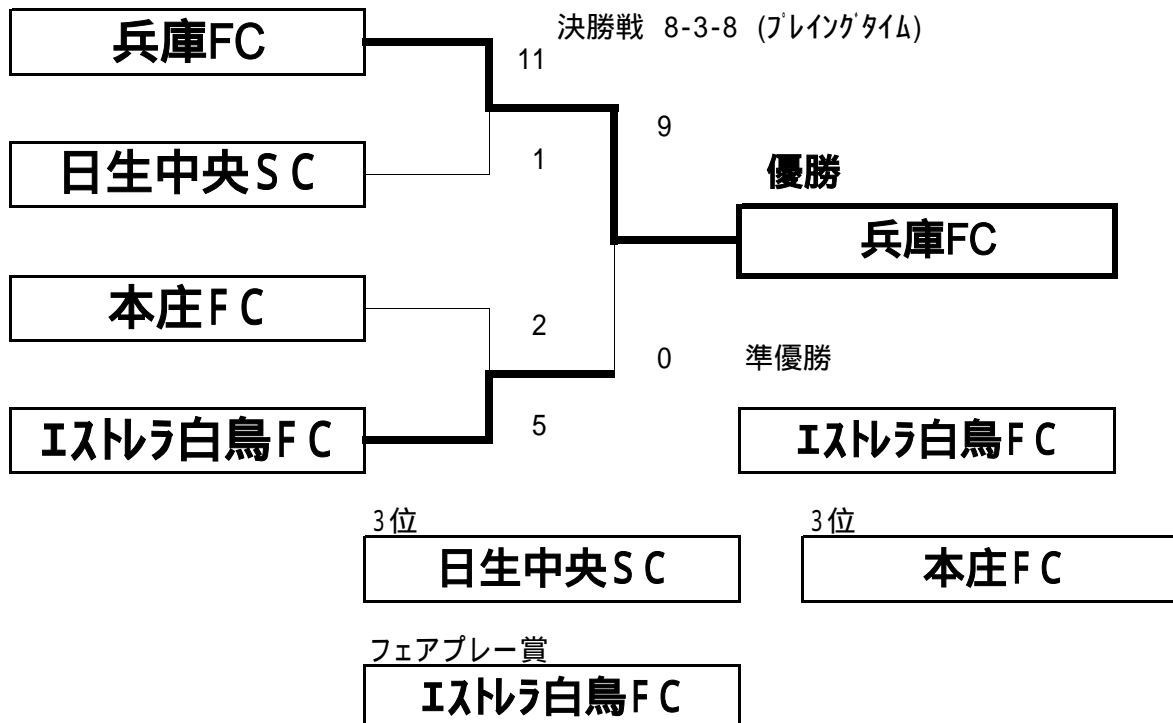 兵庫FC
決勝戦 8-3-8 (ﾌﾟﾚｲﾝｸﾞﾀｲﾑ)
11
9
日生中央SC
1
優勝
兵庫FC
本庄FC
2
0
準優勝
ｴｽﾄﾚﾗ白鳥FC
5
ｴｽﾄﾚﾗ白鳥FC
3位
3位
日生中央SC
本庄FC
フェアプレー賞
ｴｽﾄﾚﾗ白鳥FC